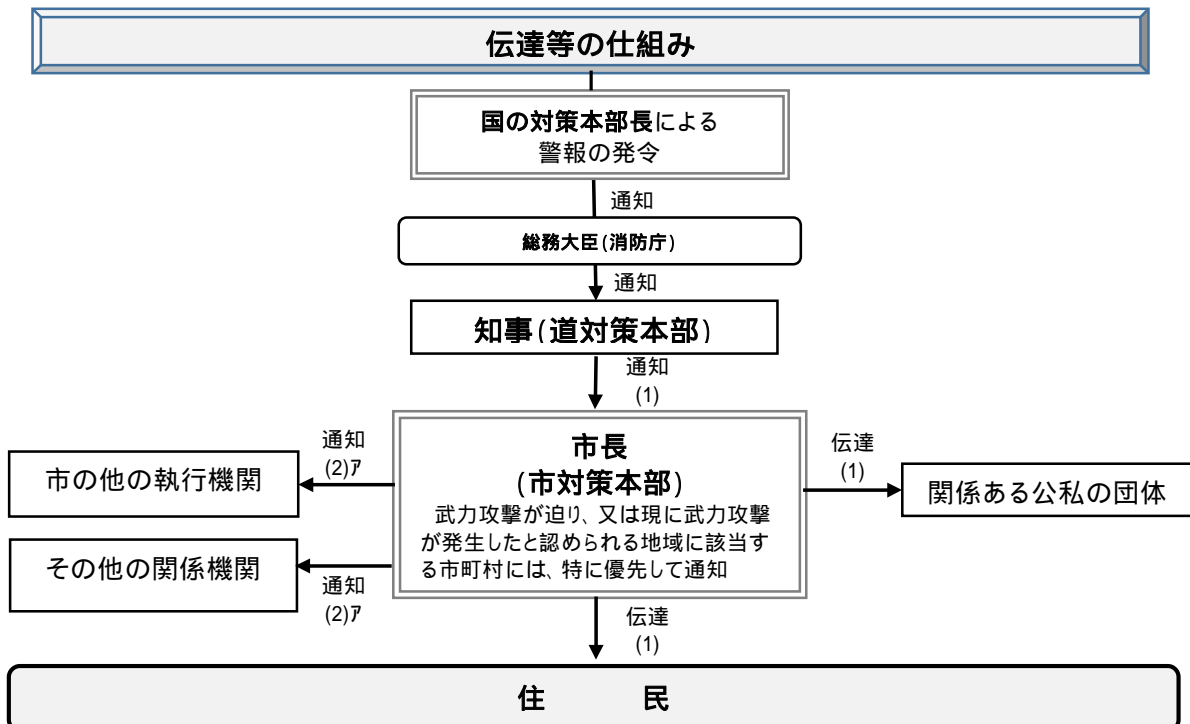 伝達等の仕組み
国の対策本部長による
警報の発令
通知
総務大臣(消防庁)
通知
知事(道対策本部)
通知
(1)
市長
(市対策本部)
武力攻撃が迫り、又は現に武力攻撃
が発生したと認められる地域に該当す
る市町村には、特に優先して通知
通知
(2)ア
市の他の執行機関
その他の関係機関
通知
(2)ア
伝達
(1)
関係ある公私の団体
伝達
(1)
住　　　民